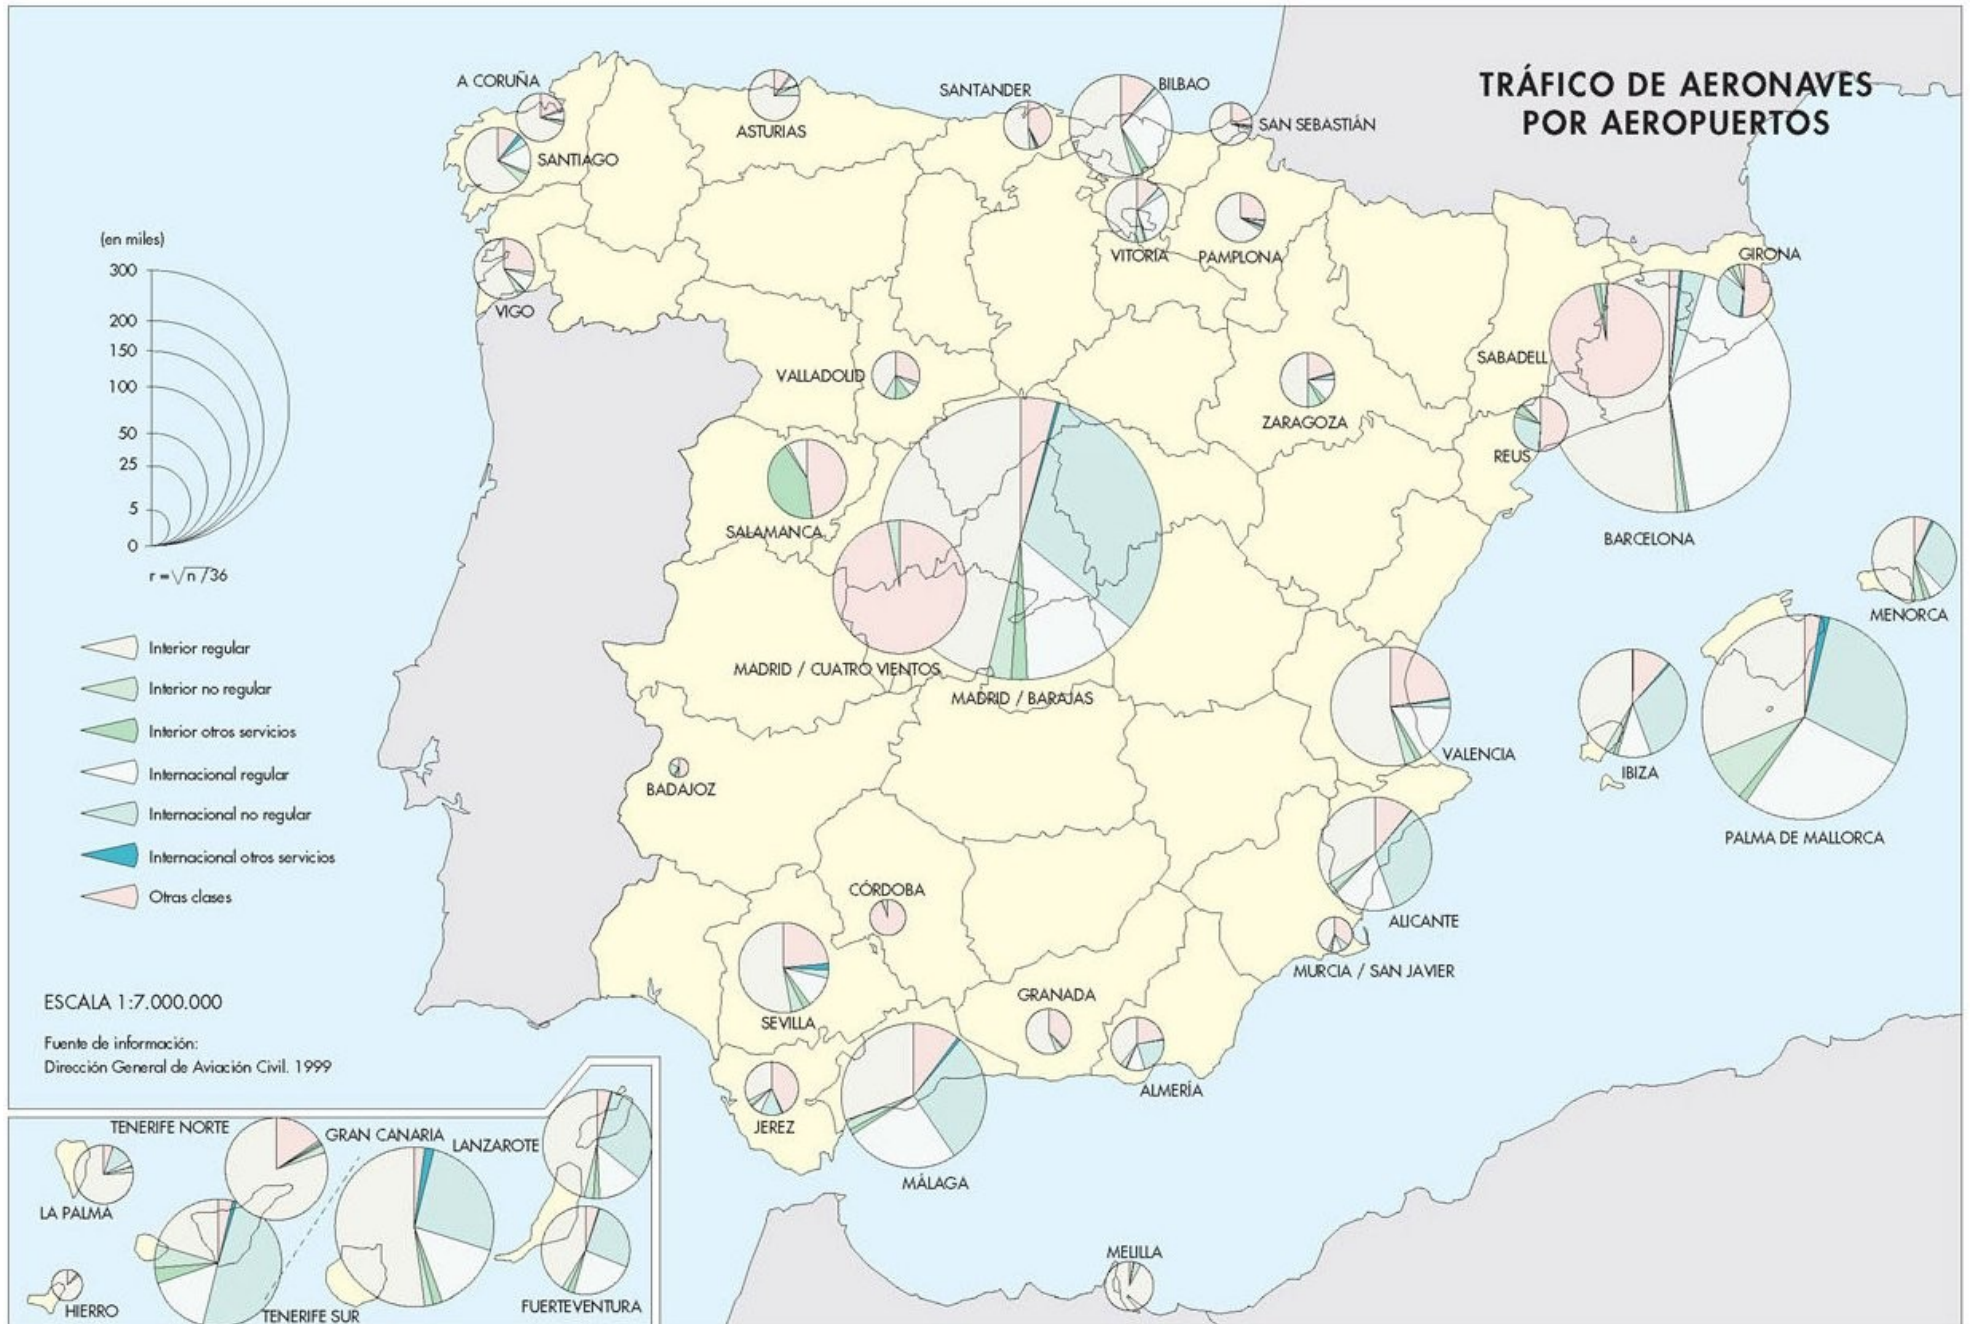 TRÁFICO DE AERONAVES
POR AEROPUERTOS
A CORUÑA
SANTIAGO
ASTURIAS
SANTANDER
BILBAO
SAN SEBASTIÁN
VITORIA
PAMPLONA
GIRONA
VIGO
(en miles)
300
200
150
100
50
25
5
0
r = √n /36
VALLADOLID
ZARAGOZA
SABADELL
REUS
BARCELONA
SALAMANCA
MADRID / CUATRO VIENTOS
MADRID / BARAJAS
MENORCA
IBIZA
PALMA DE MALLORCA
VALENCIA
BADAJOZ
ALICANTE
MURCIA / SAN JAVIER
CÓRDOBA
SEVILLA
GRANADA
ALMERÍA
JEREZ
MÁLAGA
MELILLA
Interior regular
Interior no regular
Interior otros servicios
Internacional regular
Internacional no regular
Internacional otros servicios
Otras clases
ESCALA 1:7.000.000
Fuente de información:
Dirección General de Aviación Civil. 1999
TENERIFE NORTE
GRAN CANARIA
LANZAROTE
LA PALMA
HIERRO
TENERIFE SUR
FUERTEVENTURA